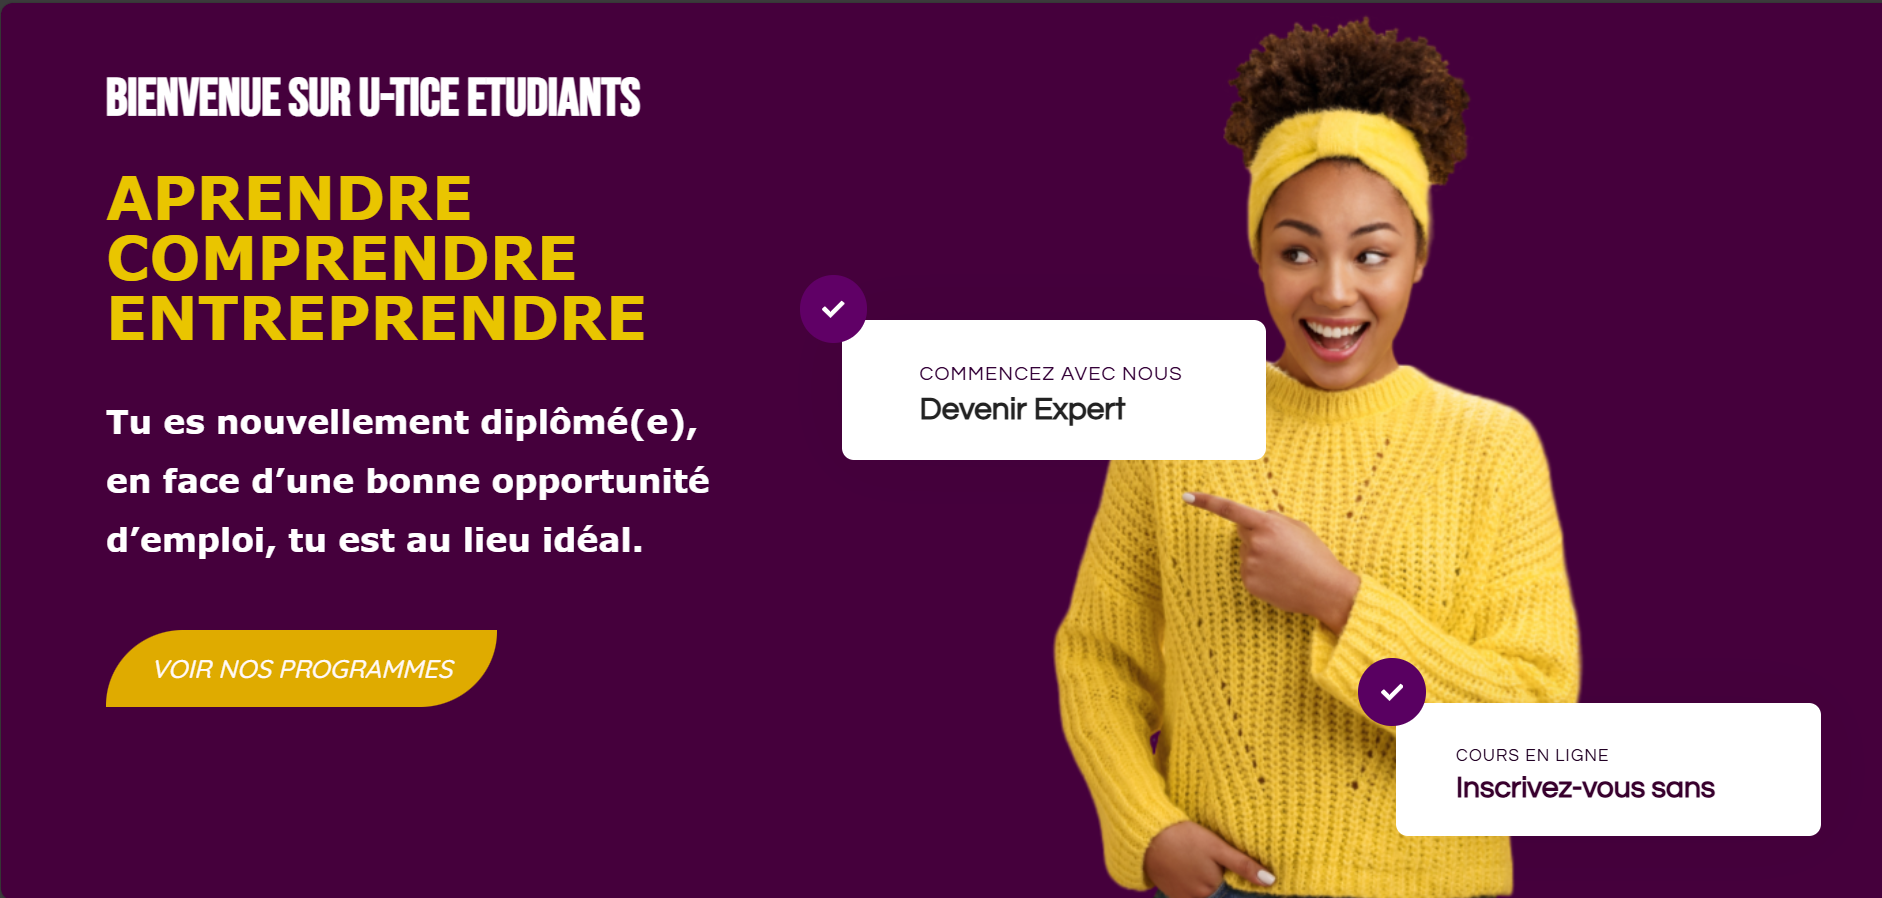 BIENVENUE SUR U-TICE ETUDIANTS
APRENDRE
COMPRENDRE
ENTREPRENDRE
Tu es nouvellement diplômé(e),
en face d’une bonne opportunité
d’emploi, tu est au lieu idéal.
VOIR NOS PROGRAMMES
COMMENCEZ AVEC NOUS
Devenir Expert
COURS EN LIGNE
Inscrivez-vous sans